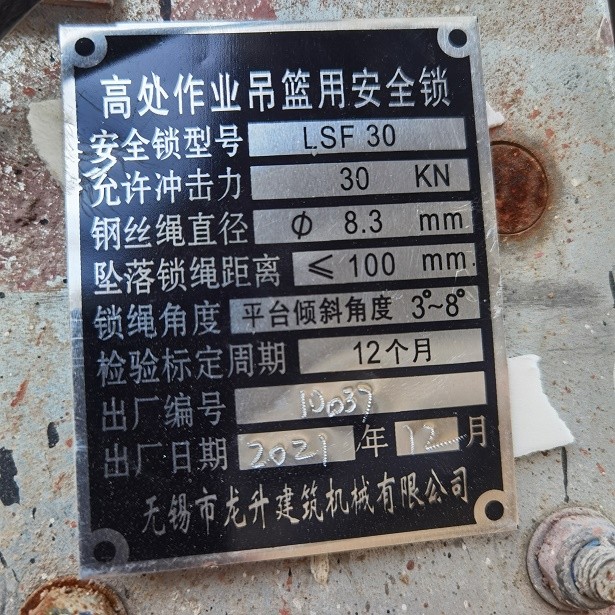 高处作业吊篮用安全锁
安全锁型号 LSF 30
允许冲击力 30 KN
钢丝绳直径 Φ 8.3 mm
坠落锁绳距离 ≤ 100 mm
锁绳角度 平台倾斜角度 3°~8°
检验标定周期 12个月
出厂编号 10037
出厂日期 2021 年 12 月
无锡市龙升建筑机械有限公司